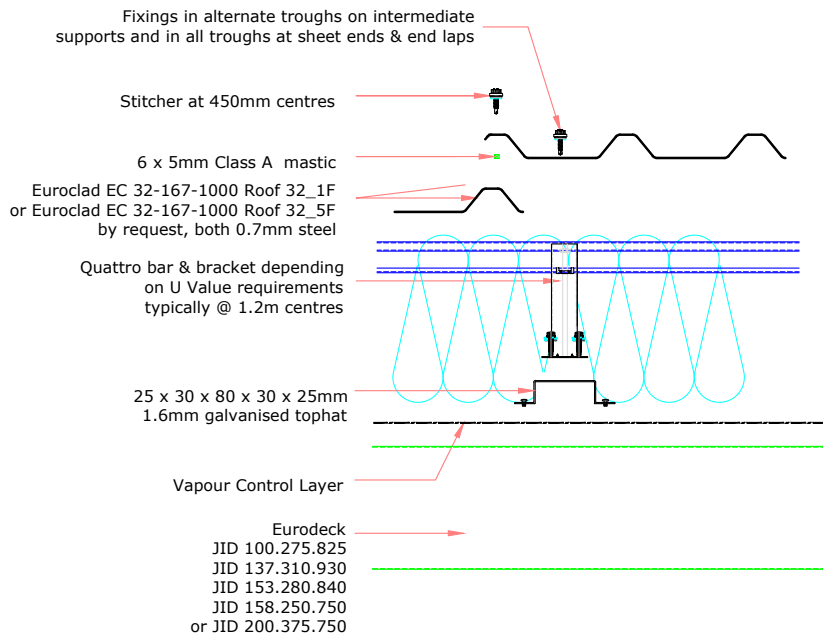 Fixings in alternate troughs on intermediate
supports and in all troughs at sheet ends & end laps
Stitcher at 450mm centres
6 x 5mm Class A  mastic
Euroclad EC 32-167-1000 Roof 32_1F
or Euroclad EC 32-167-1000 Roof 32_5F
by request, both 0.7mm steel
Quattro bar & bracket depending
on U Value requirements
typically @ 1.2m centres
25 x 30 x 80 x 30 x 25mm
1.6mm galvanised tophat
Vapour Control Layer
Eurodeck
JID 100.275.825
JID 137.310.930
JID 153.280.840
JID 158.250.750
or JID 200.375.750